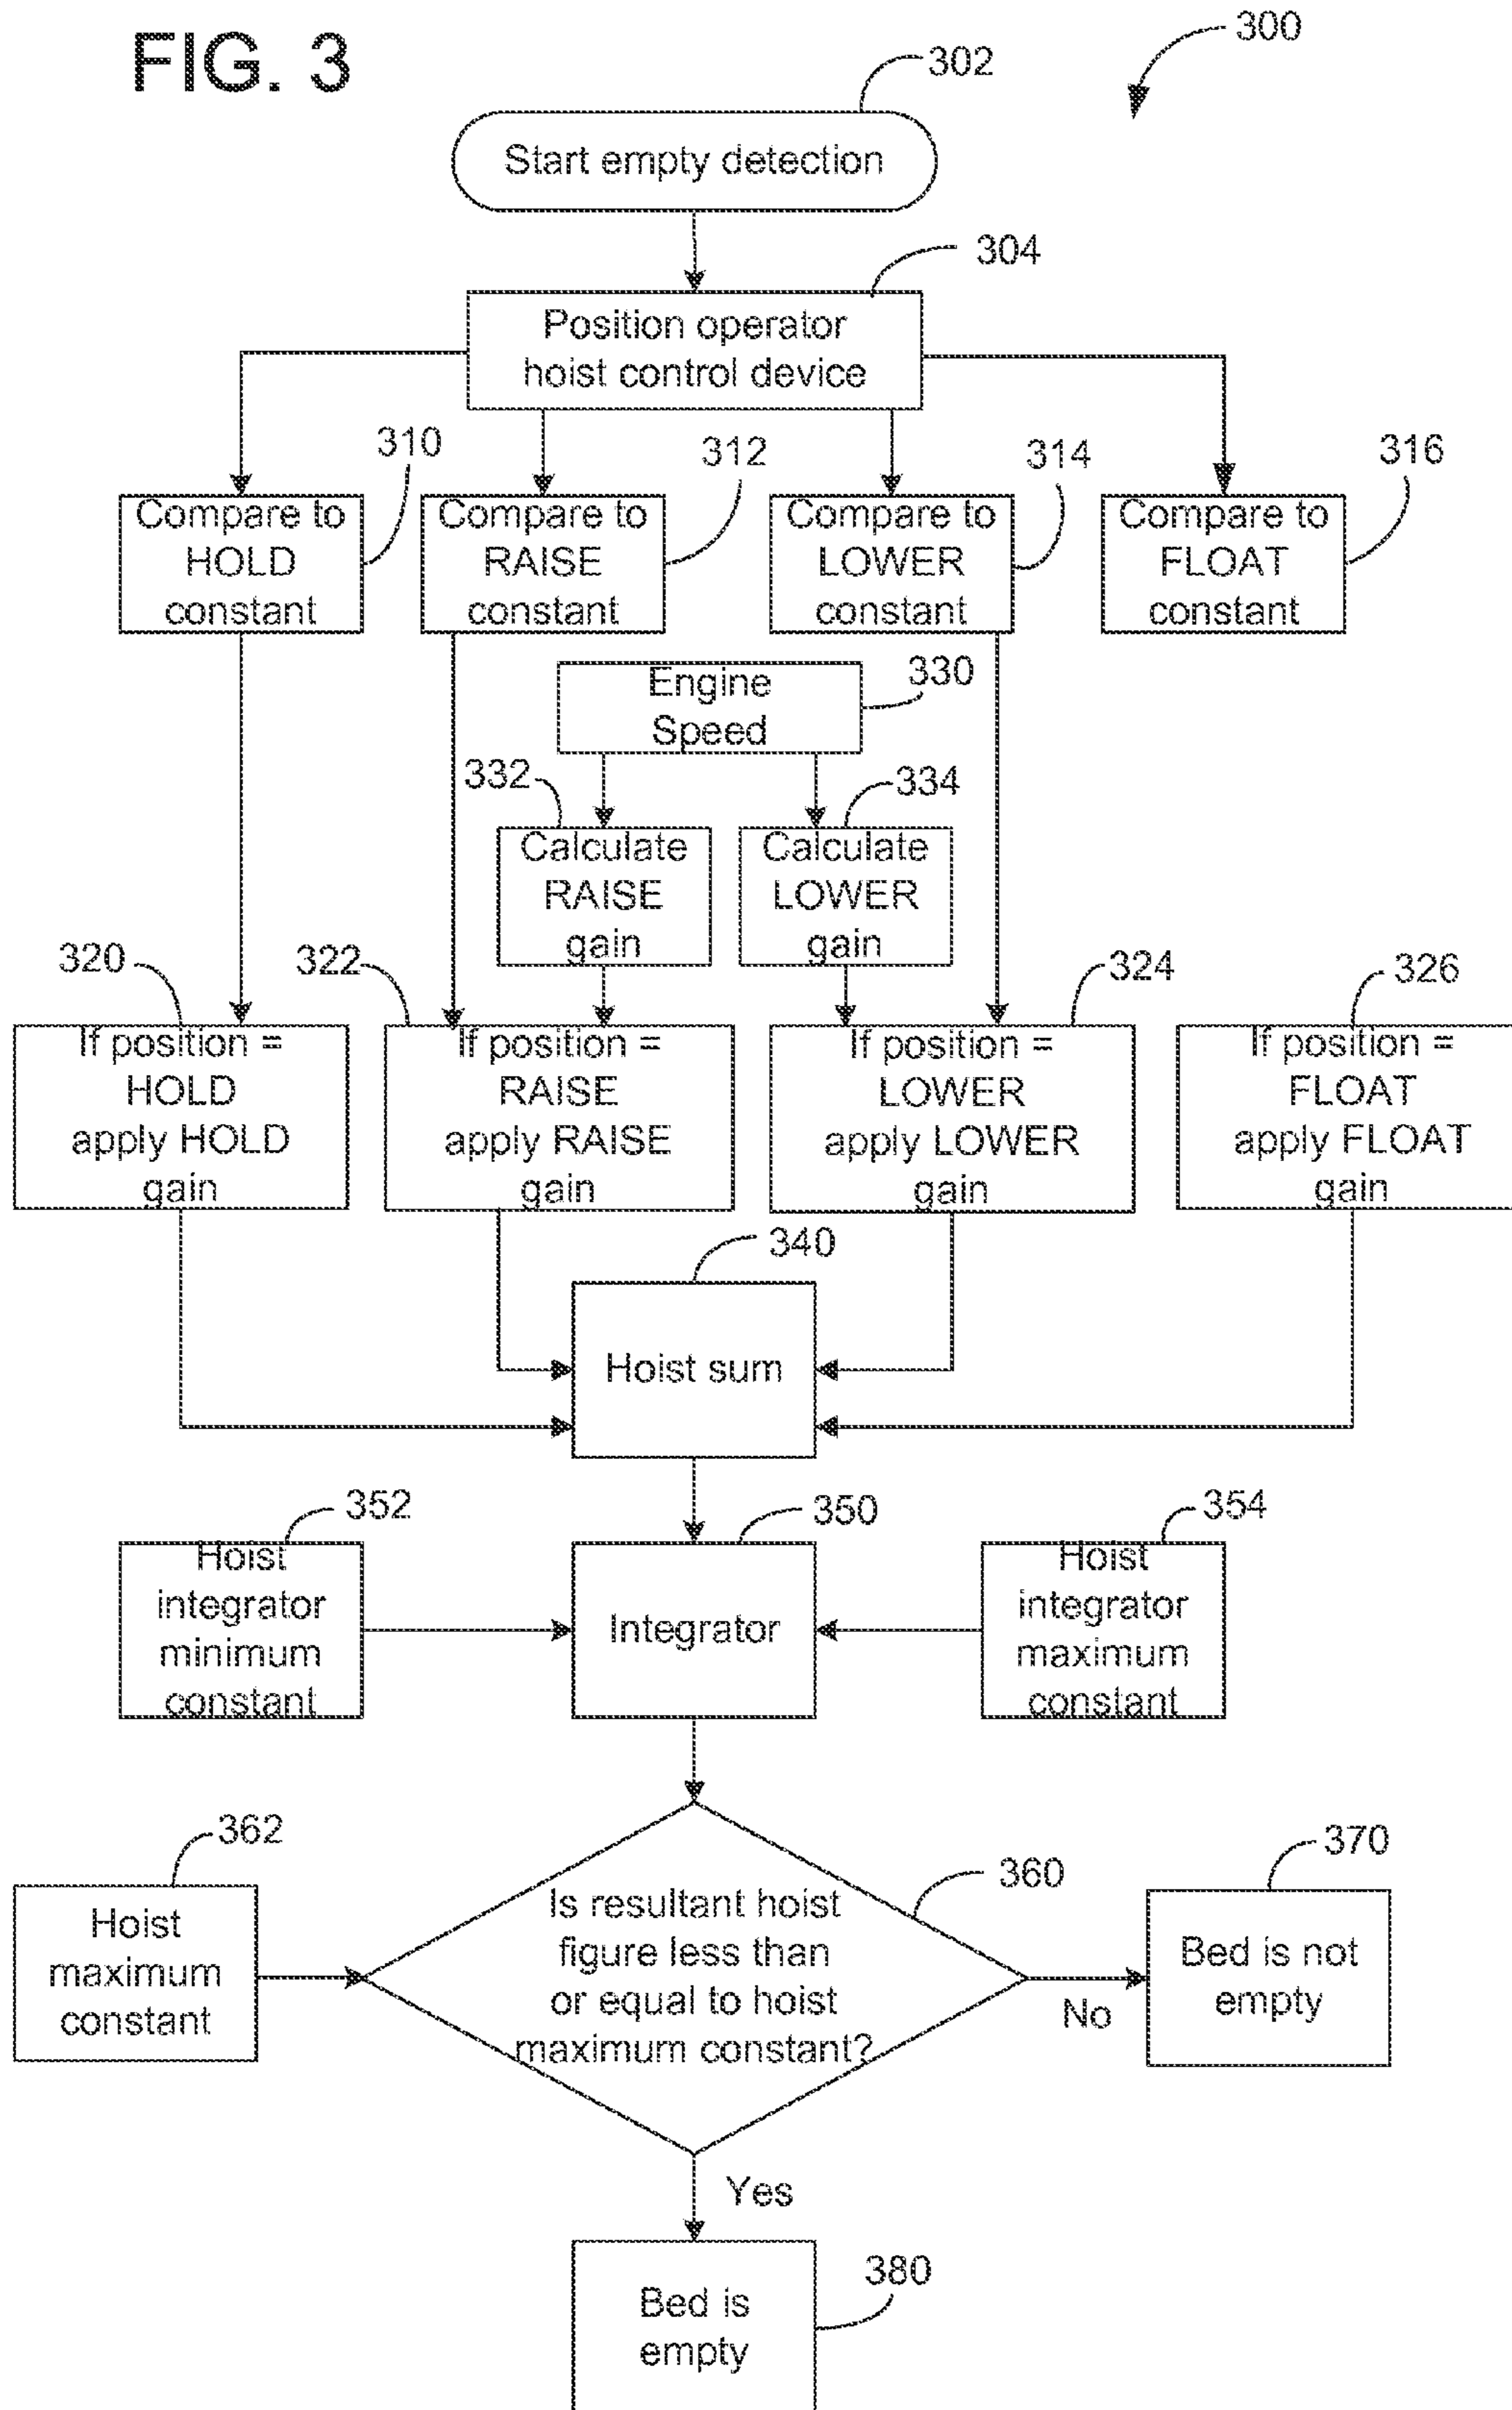 FIG. 3
300
302
Start empty detection
304
Position operator
hoist control device
310
312
314
316
Compare to
HOLD
constant
Compare to
RAISE
constant
Compare to
LOWER
constant
Compare to
FLOAT
constant
330
Engine
Speed
332
334
Calculate
RAISE
gain
Calculate
LOWER
gain
320
322
324
326
If position =
HOLD
apply HOLD
gain
If position =
RAISE
apply RAISE
gain
If position =
LOWER
apply LOWER
gain
If position =
FLOAT
apply FLOAT
gain
340
Hoist sum
352
350
354
Hoist
integrator
minimum
constant
Integrator
Hoist
integrator
maximum
constant
362
360
370
Hoist
maximum
constant
Is resultant hoist
figure less than
or equal to hoist
maximum constant?
No
Bed is not
empty
Yes
380
Bed is
empty